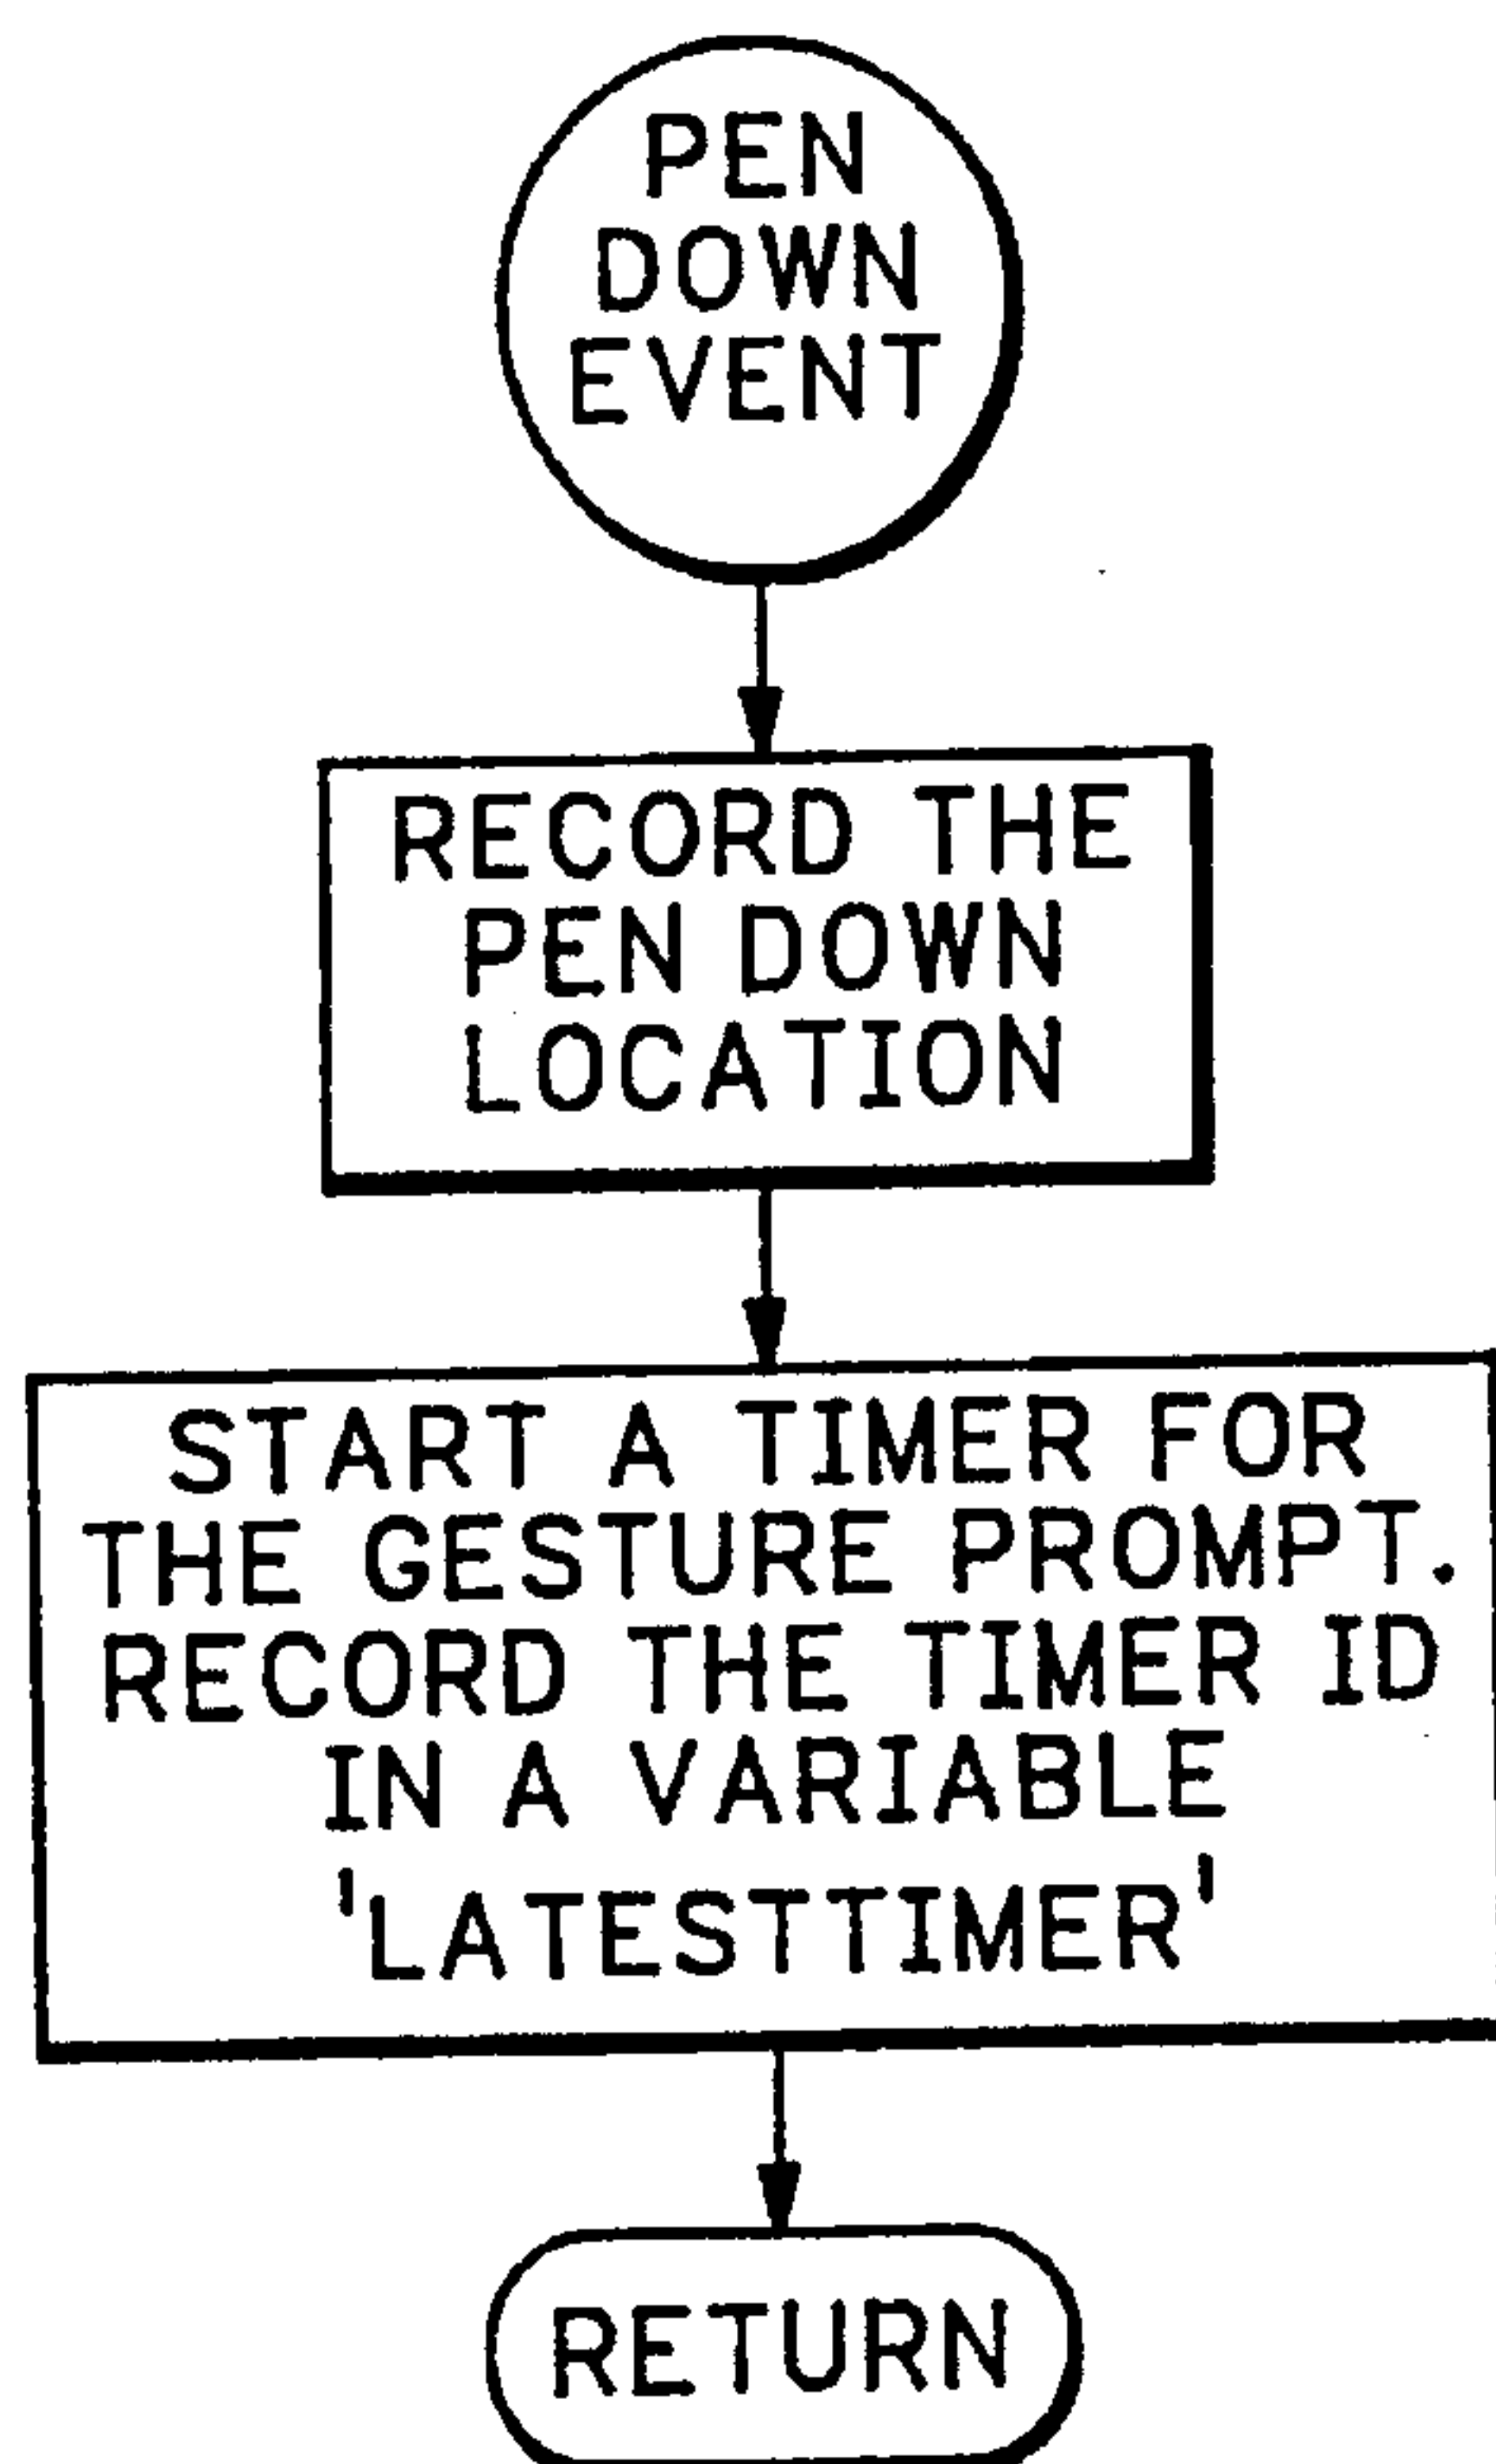 PEN
DOWN
EVENT
RECORD THE
PEN DOWN
LOCATION
START A TIMER FOR
THE GESTURE PROMPT.
RECORD THE TIMER ID
IN A VARIABLE
'LATESTTIMER'
RETURN